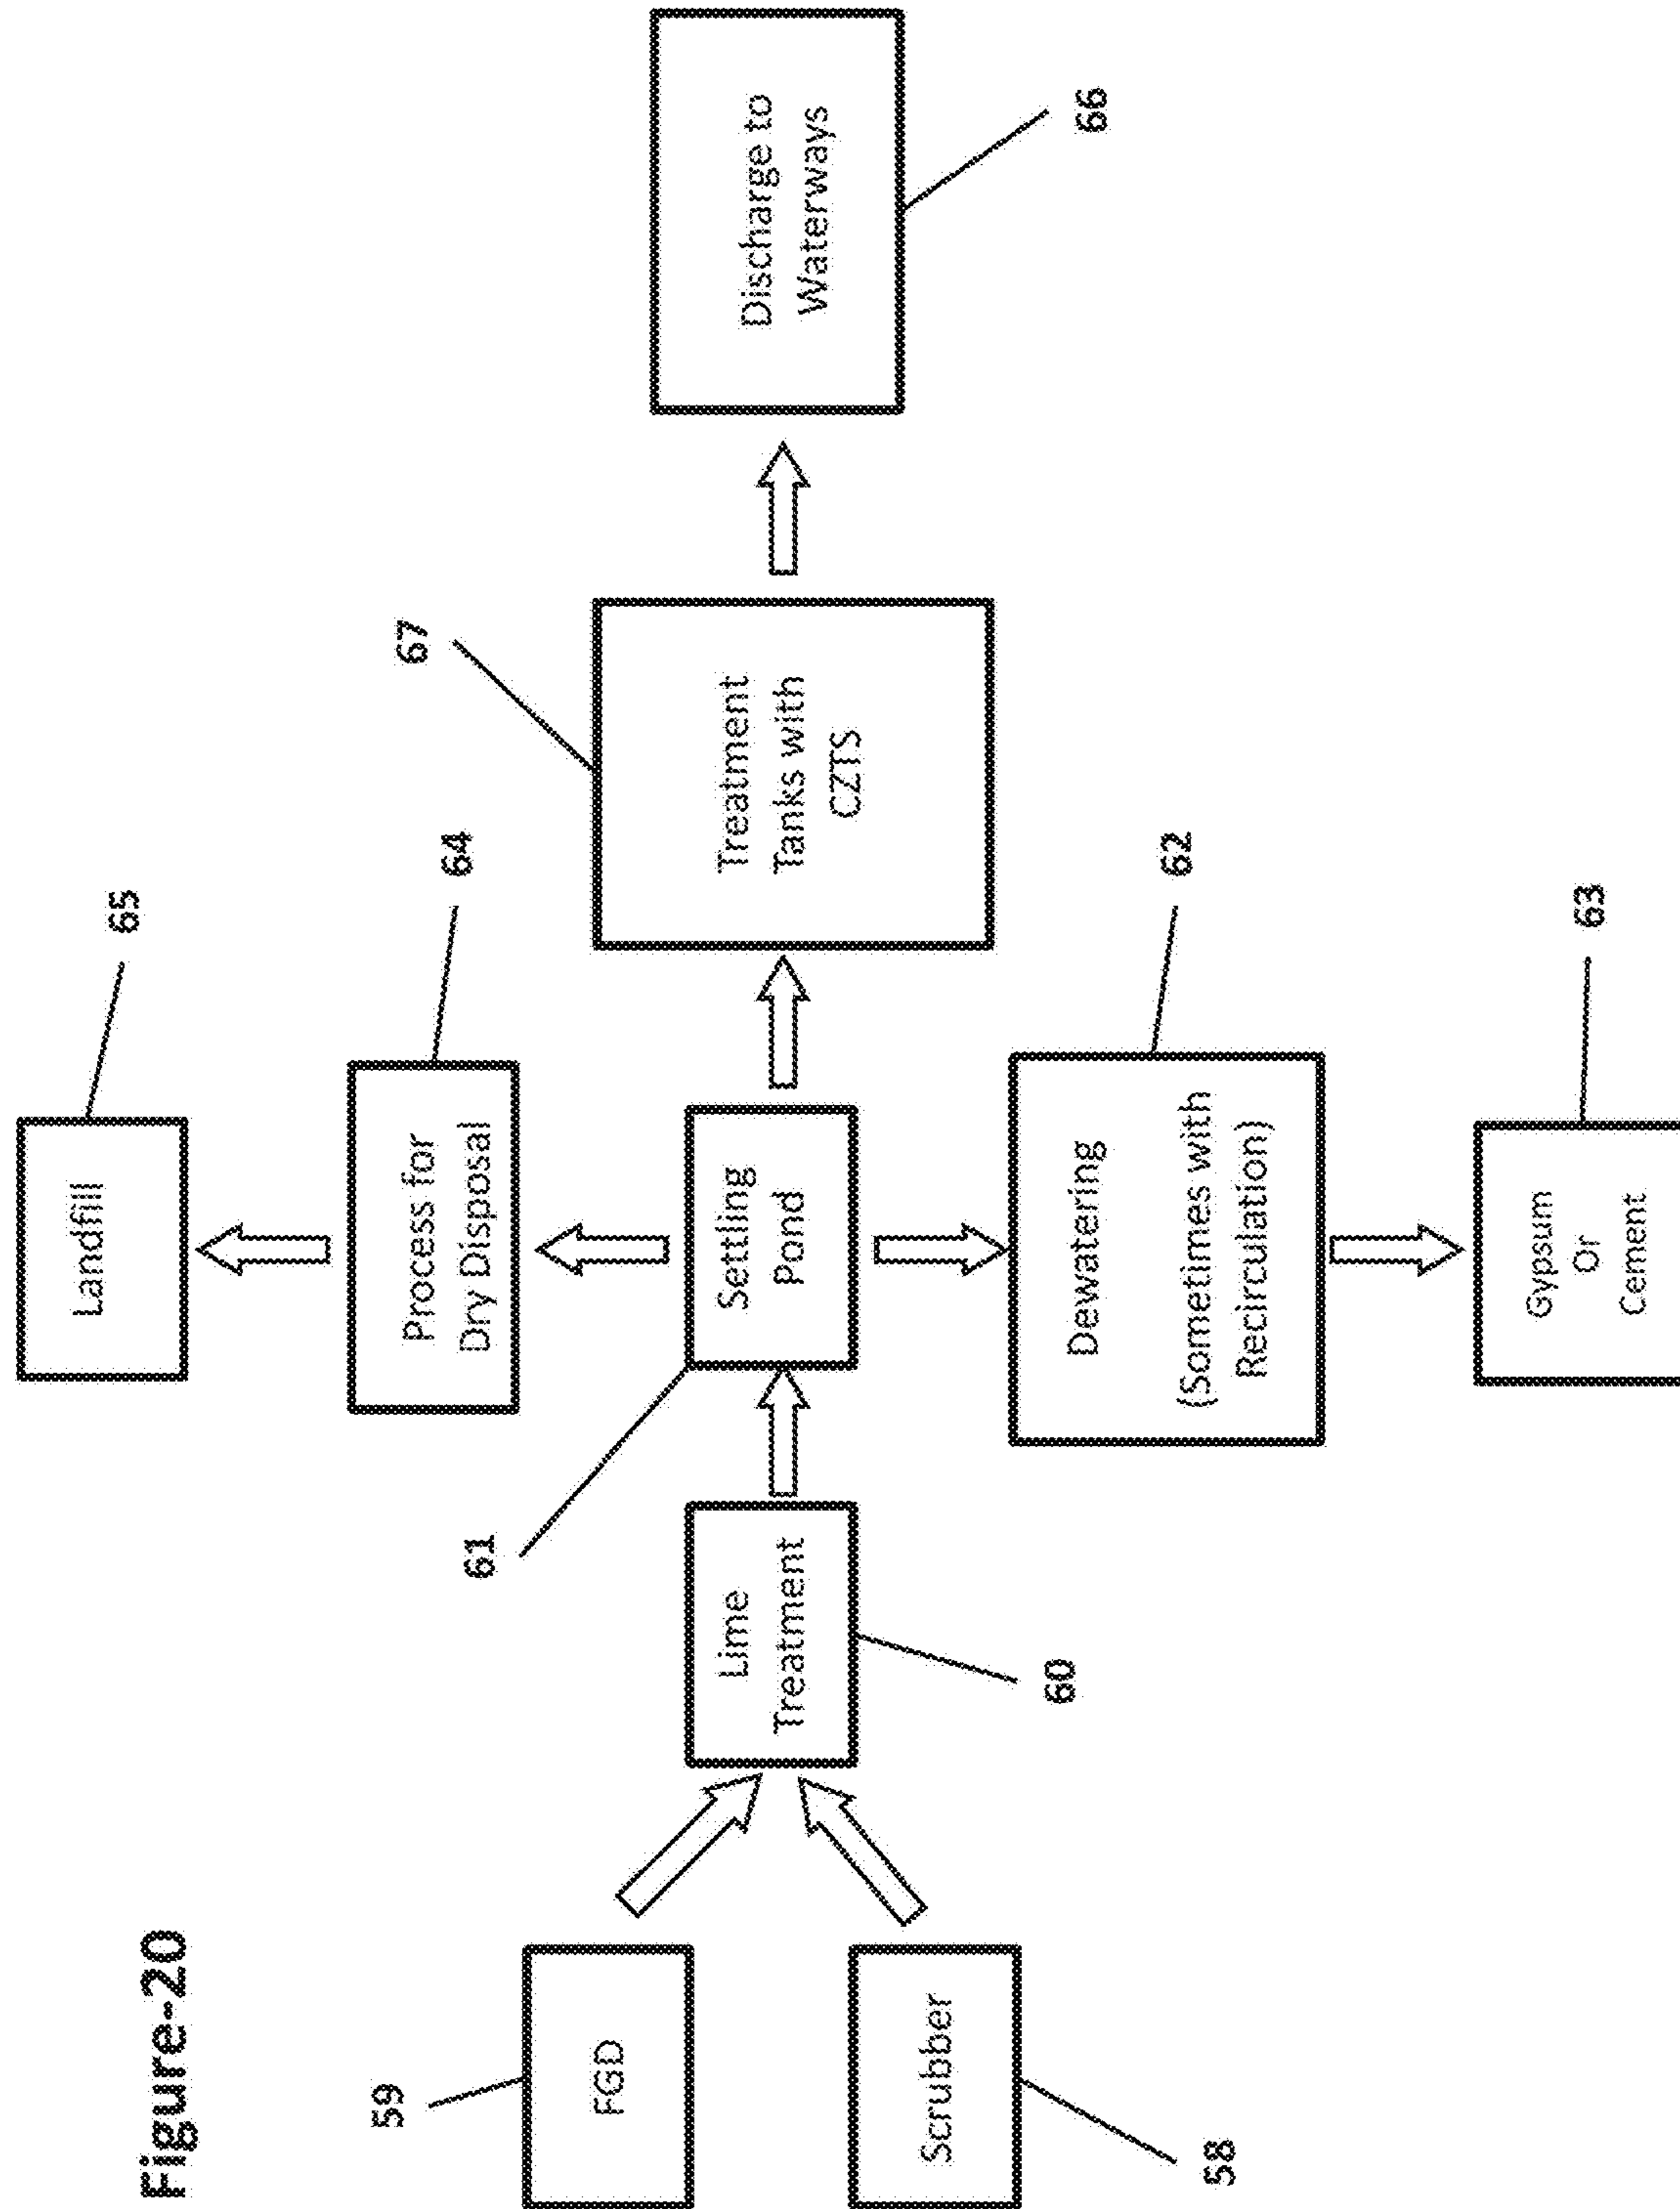 Figure-20
65
Landfill
64
Process for
Dry Disposal
67
59
FGD
61
Lime
Treatment
60
Settling
Pond
Treatment
Tanks with
CZTS
Discharge to
Waterways
66
Scrubber
58
Dewatering
(Sometimes with
Recirculation)
62
Gypsum
Or
Cement
63